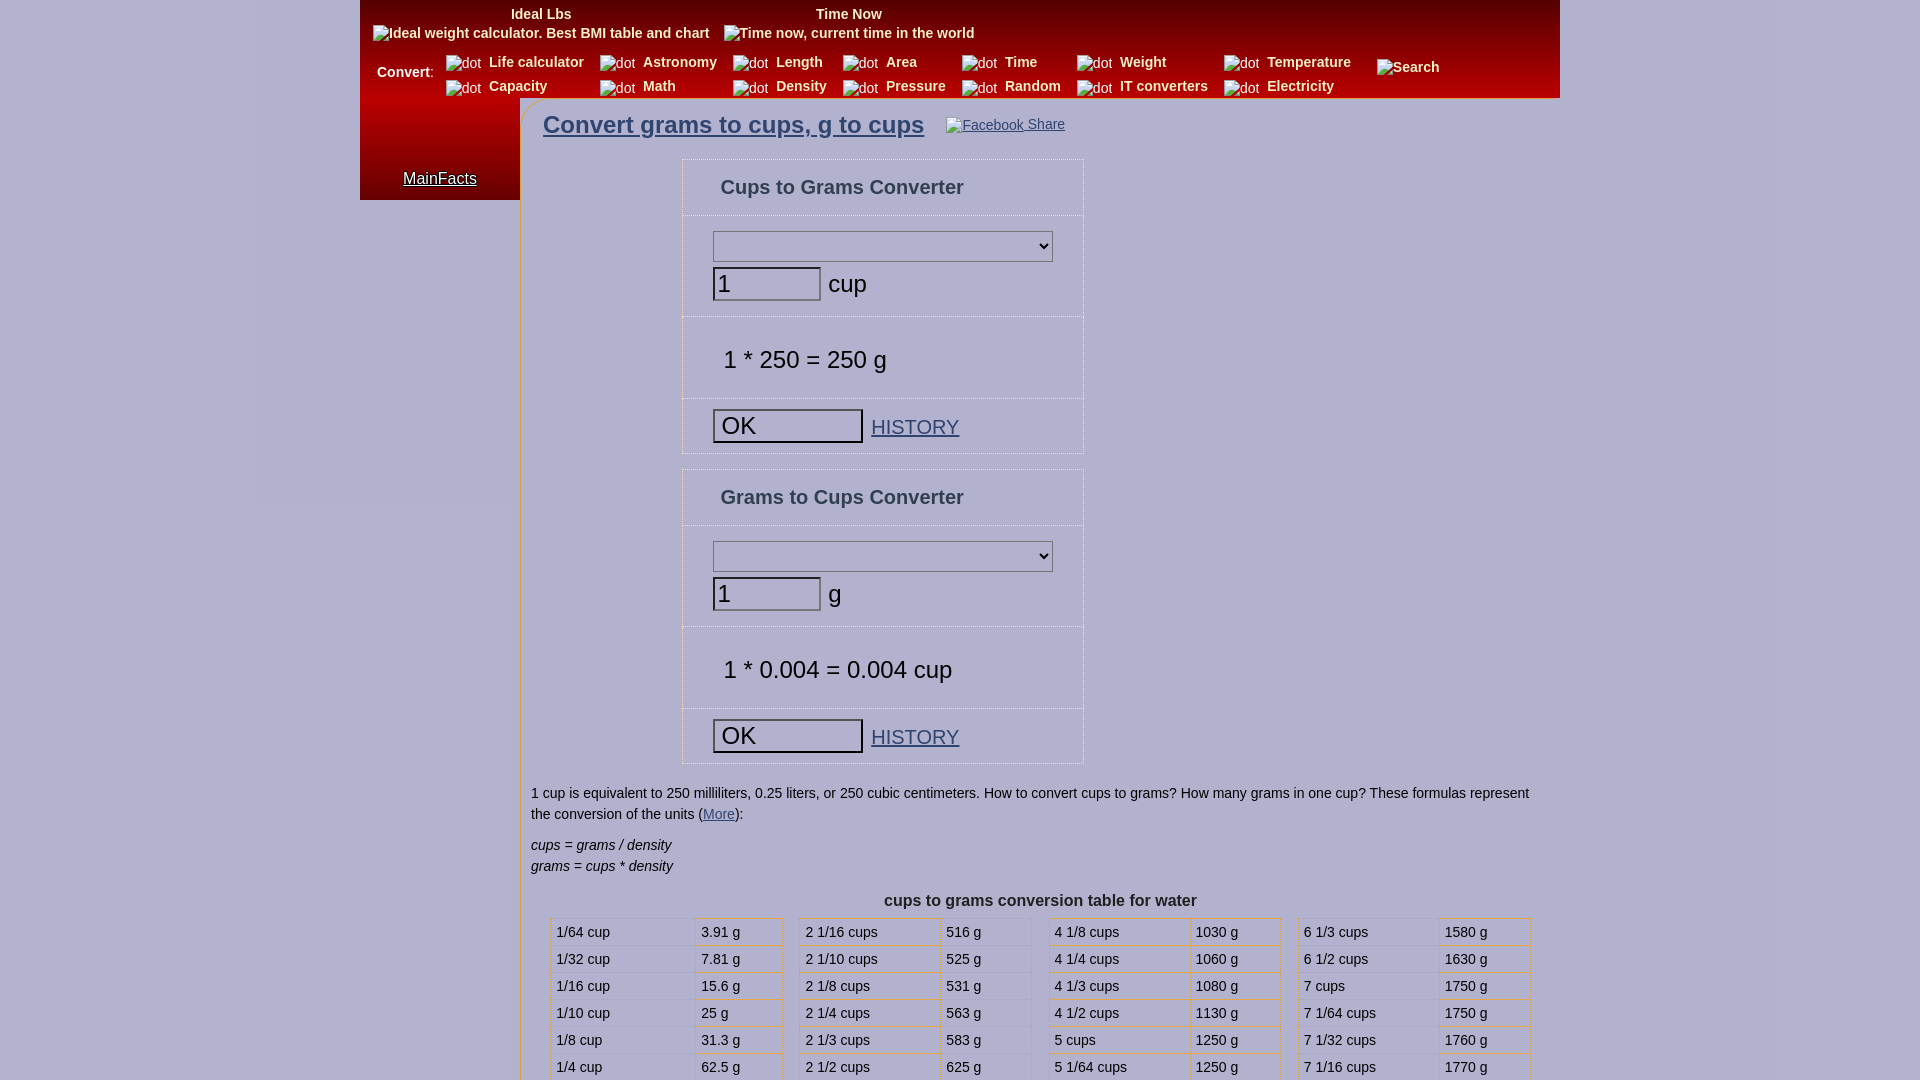 Ideal Lbs
Time Now
Ideal weight calculator. Best BMI table and chart
Time now, current time in the world
Convert:
dot Life calculator dot Astronomy dot Length dot Area dot Time dot Weight dot Temperature Search
dot Capacity dot Math dot Density dot Pressure dot Random dot IT converters dot Electricity
MainFacts
Convert grams to cups, g to cups
Facebook Share
Cups to Grams Converter
1 cup
1 * 250 = 250 g
OK HISTORY
Grams to Cups Converter
1 g
1 * 0.004 = 0.004 cup
OK HISTORY
1 cup is equivalent to 250 milliliters, 0.25 liters, or 250 cubic centimeters. How to convert cups to grams? How many grams in one cup? These formulas represent
the conversion of the units (More):
cups = grams / density
grams = cups * density
cups to grams conversion table for water
1/64 cup 3.91 g 2 1/16 cups 516 g 4 1/8 cups 1030 g 6 1/3 cups 1580 g
1/32 cup 7.81 g 2 1/10 cups 525 g 4 1/4 cups 1060 g 6 1/2 cups 1630 g
1/16 cup 15.6 g 2 1/8 cups 531 g 4 1/3 cups 1080 g 7 cups 1750 g
1/10 cup 25 g 2 1/4 cups 563 g 4 1/2 cups 1130 g 7 1/64 cups 1750 g
1/8 cup 31.3 g 2 1/3 cups 583 g 5 cups 1250 g 7 1/32 cups 1760 g
1/4 cup 62.5 g 2 1/2 cups 625 g 5 1/64 cups 1250 g 7 1/16 cups 1770 g